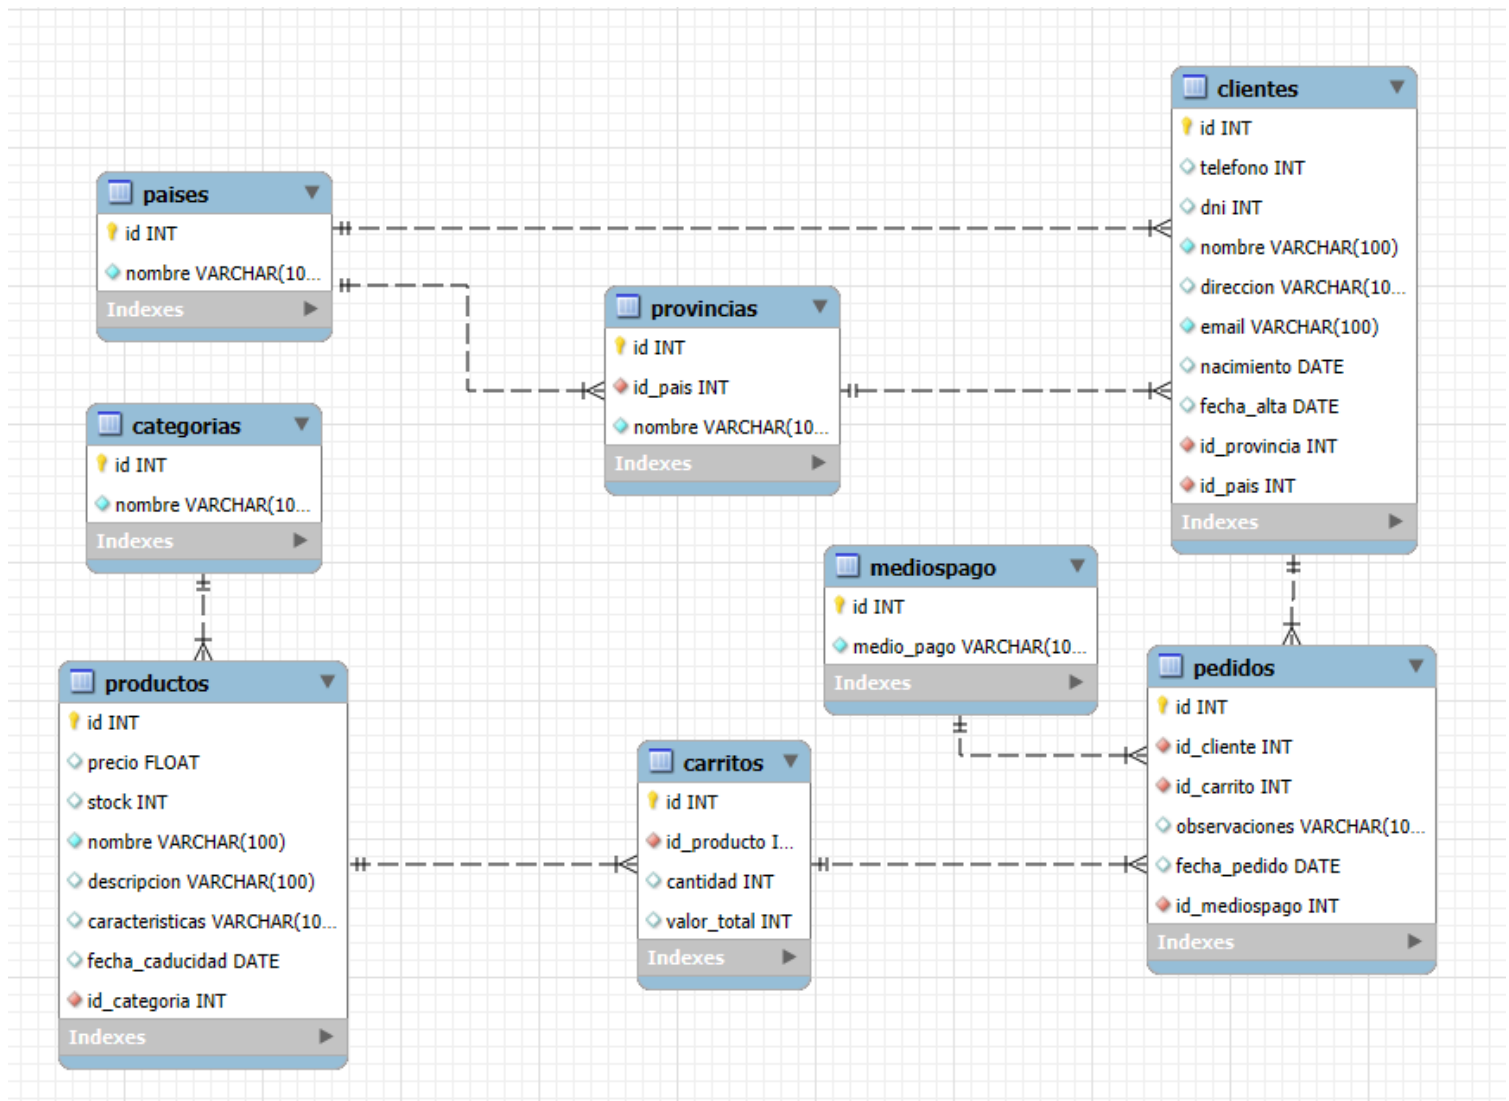 clientes
id INT
telefono INT
dni INT
nombre VARCHAR(100)
direccion VARCHAR(10...
email VARCHAR(100)
nacimiento DATE
fecha_alta DATE
id_provincia INT
id_pais INT
Indexes
paises
id INT
nombre VARCHAR(10...
Indexes
provincias
id INT
id_pais INT
nombre VARCHAR(10...
Indexes
categorias
id INT
nombre VARCHAR(10...
Indexes
mediospago
id INT
medio_pago VARCHAR(10...
Indexes
pedidos
id INT
id_cliente INT
id_carrito INT
observaciones VARCHAR(10...
fecha_pedido DATE
id_mediospago INT
Indexes
productos
id INT
precio FLOAT
stock INT
nombre VARCHAR(100)
descripcion VARCHAR(100)
caracteristicas VARCHAR(10...
fecha_caducidad DATE
id_categoria INT
Indexes
carritos
id INT
id_producto I...
cantidad INT
valor_total INT
Indexes